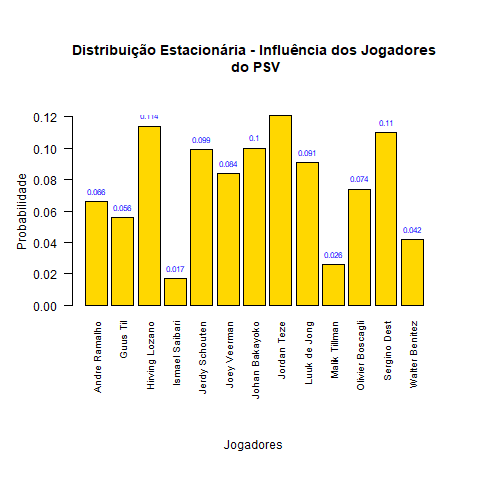 Distribuição Estacionária - Influência dos Jogadores
do PSV
Probabilidade
0.12
0.10
0.08
0.06
0.04
0.02
0.00
0.066
0.056
0.114
0.017
0.099
0.084
0.1
0.091
0.026
0.074
0.11
0.042
Andre Ramalho
Guus Til
Hirving Lozano
Ismael Saibari
Jerdy Schouten
Joey Veerman
Johan Bakayoko
Jordan Teze
Luuk de Jong
Malik Tillman
Olivier Boscagli
Sergino Dest
Walter Benitez
Jogadores